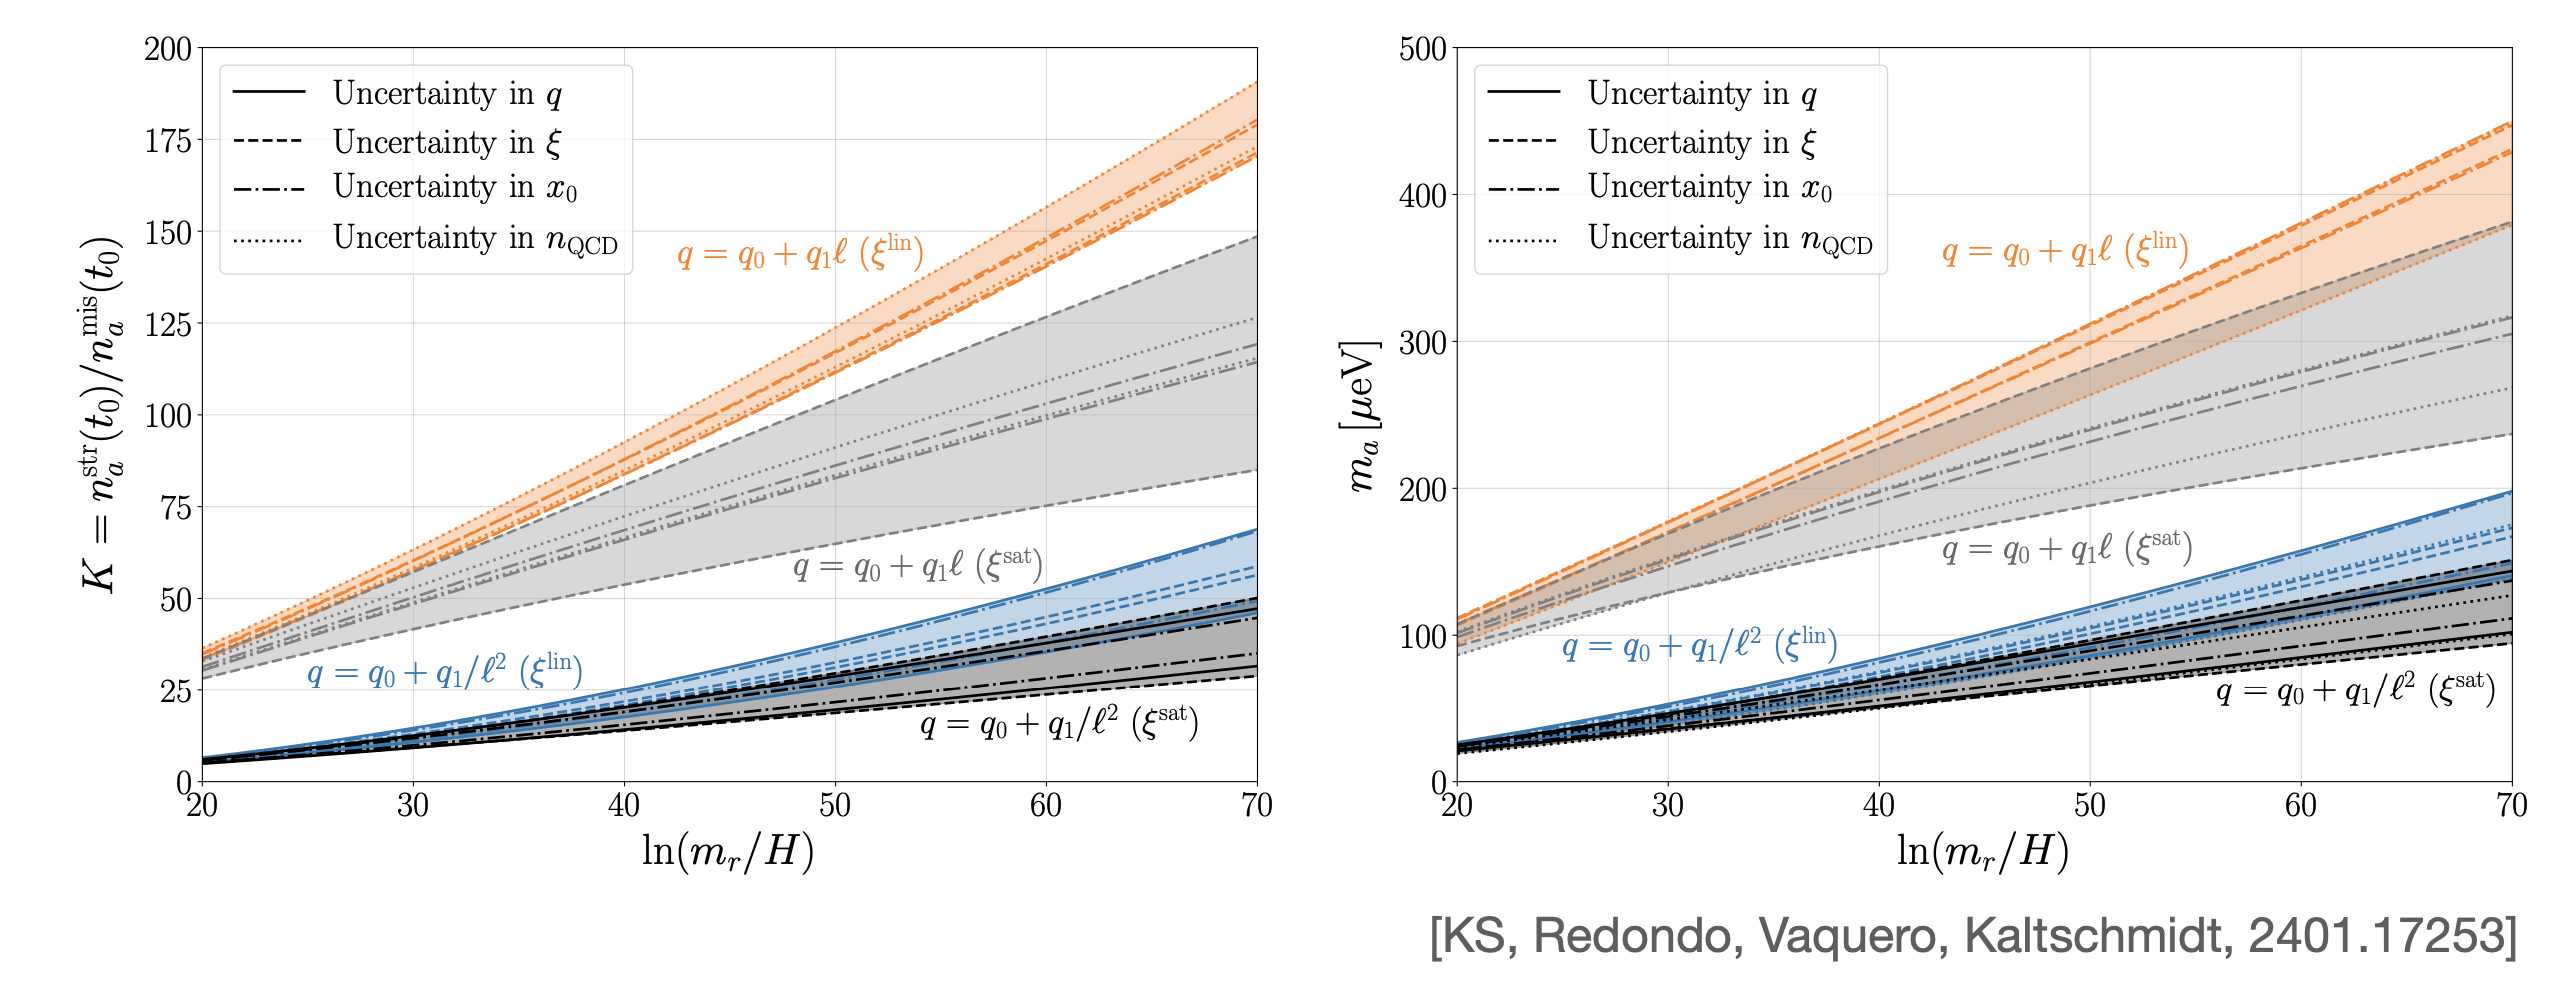 200
175
150
125
100
75
50
25
0
K = n_a^str(t_0)/n_a^mis(t_0)
Uncertainty in q
Uncertainty in ξ
Uncertainty in x_0
Uncertainty in n_QCD
q = q_0 + q_1ℓ (ξ^lin)
q = q_0 + q_1ℓ (ξ^sat)
q = q_0 + q_1/ℓ^2 (ξ^lin)
q = q_0 + q_1/ℓ^2 (ξ^sat)
20 30 40 50 60 70
ln(m_r/H)
500
400
300
200
100
0
m_a [μeV]
Uncertainty in q
Uncertainty in ξ
Uncertainty in x_0
Uncertainty in n_QCD
q = q_0 + q_1ℓ (ξ^lin)
q = q_0 + q_1ℓ (ξ^sat)
q = q_0 + q_1/ℓ^2 (ξ^lin)
q = q_0 + q_1/ℓ^2 (ξ^sat)
20 30 40 50 60 70
ln(m_r/H)
[KS, Redondo, Vaquero, Kaltschmidt, 2401.17253]